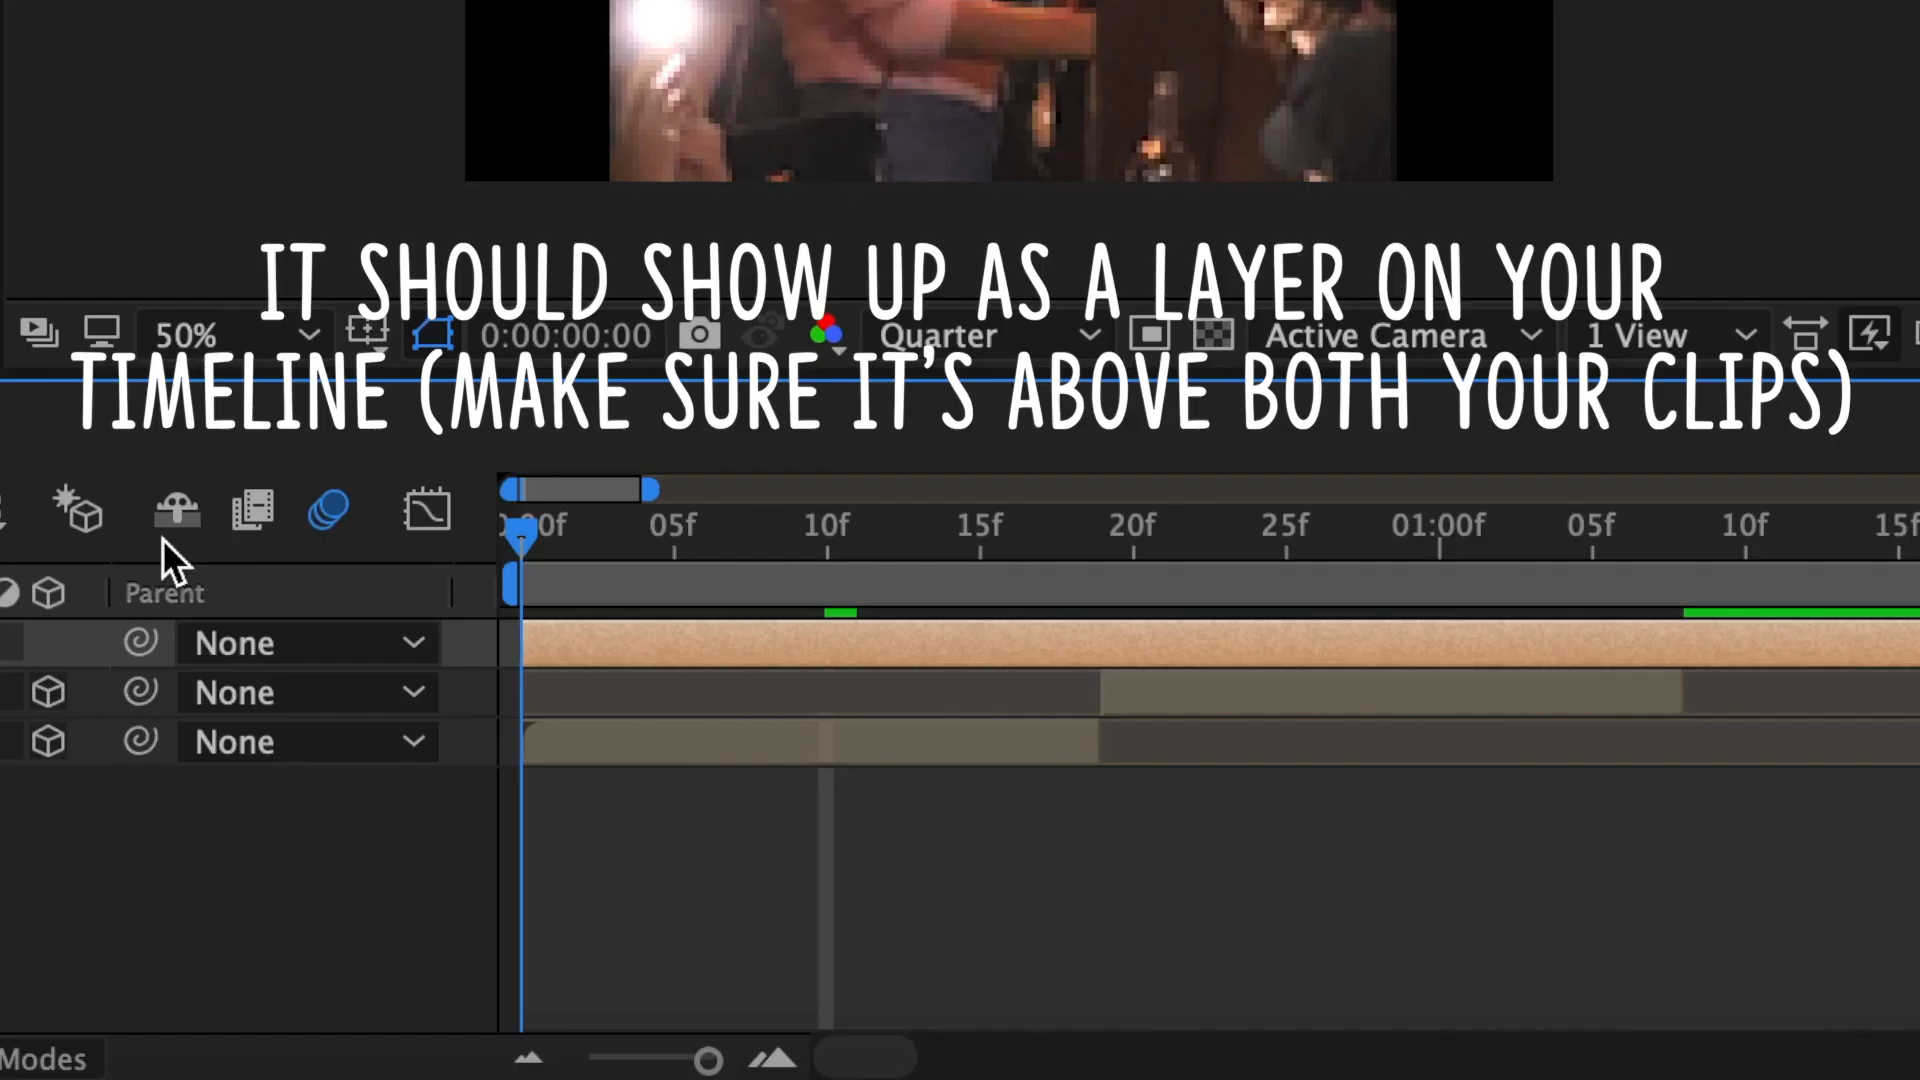 IT SHOULD SHOW UP AS A LAYER ON YOUR
TIMELINE (MAKE SURE IT'S ABOVE BOTH YOUR CLIPS)
50% 0:00:00:00 Quarter Active Camera 1 View
05f 10f 15f 20f 25f 01:00f 05f 10f 15f
Parent
None
None
None
Modes